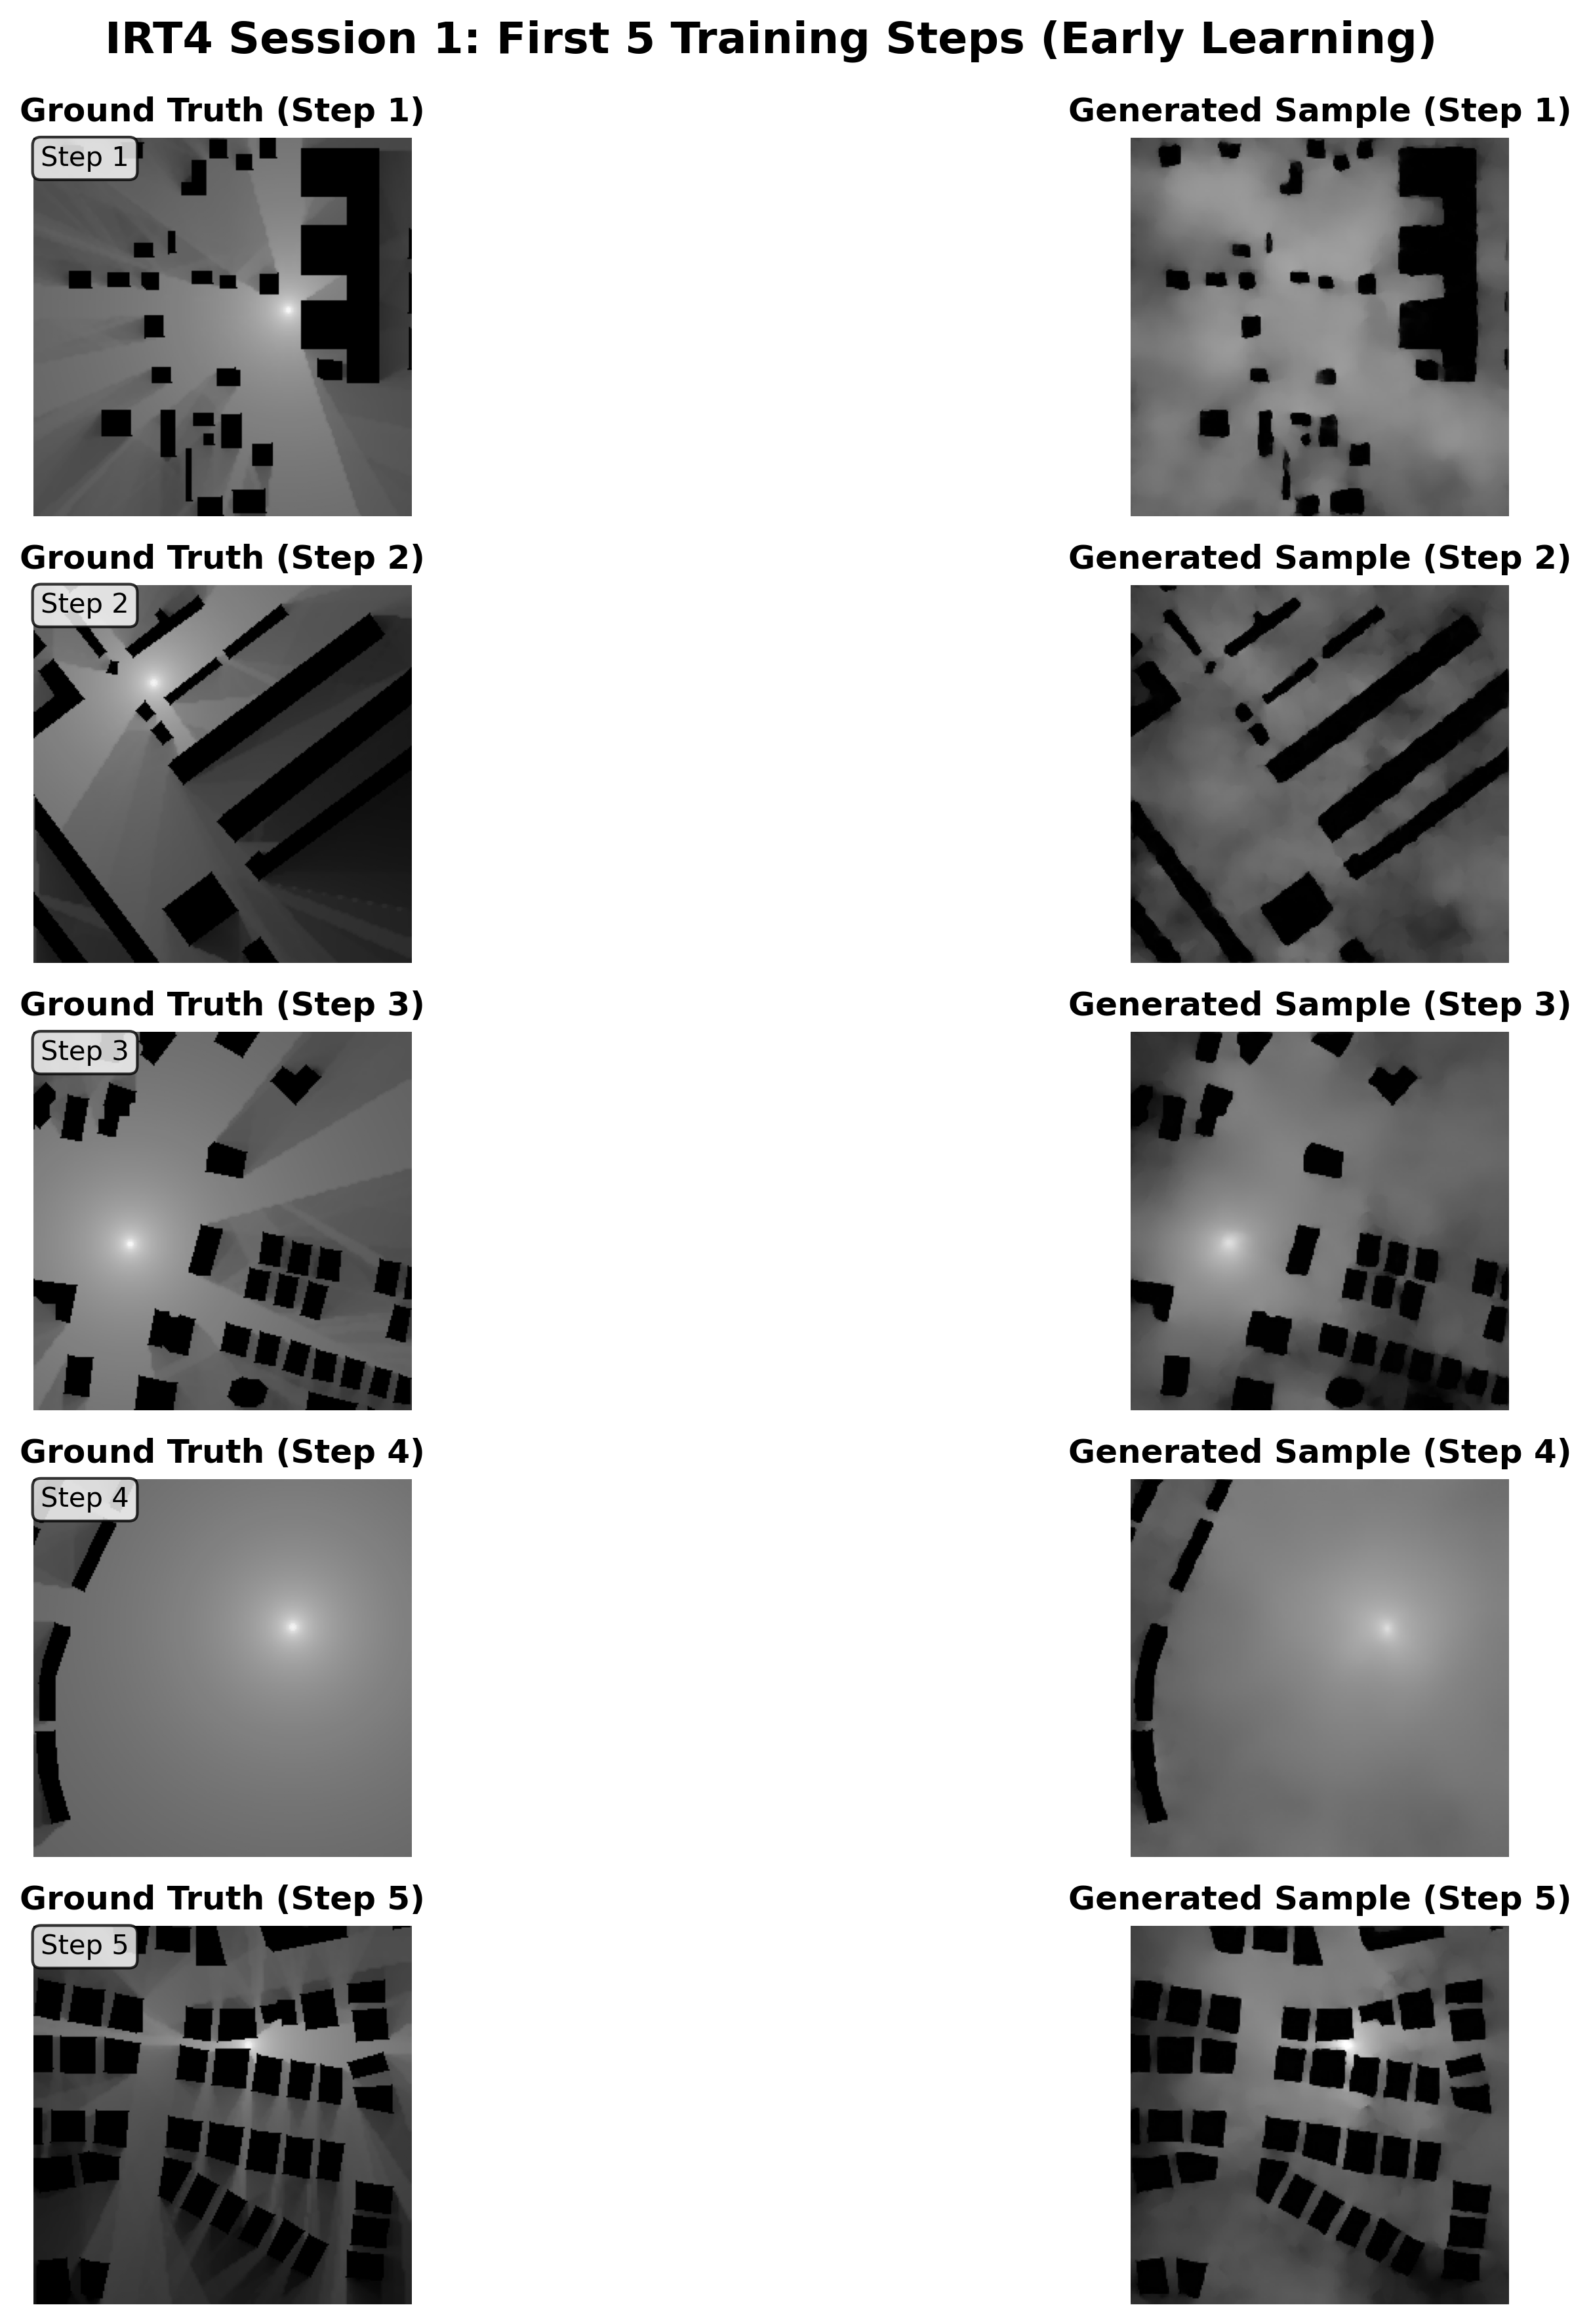 IRT4 Session 1: First 5 Training Steps (Early Learning)
Ground Truth (Step 1)
Generated Sample (Step 1)
Step 1
Ground Truth (Step 2)
Generated Sample (Step 2)
Step 2
Ground Truth (Step 3)
Generated Sample (Step 3)
Step 3
Ground Truth (Step 4)
Generated Sample (Step 4)
Step 4
Ground Truth (Step 5)
Generated Sample (Step 5)
Step 5